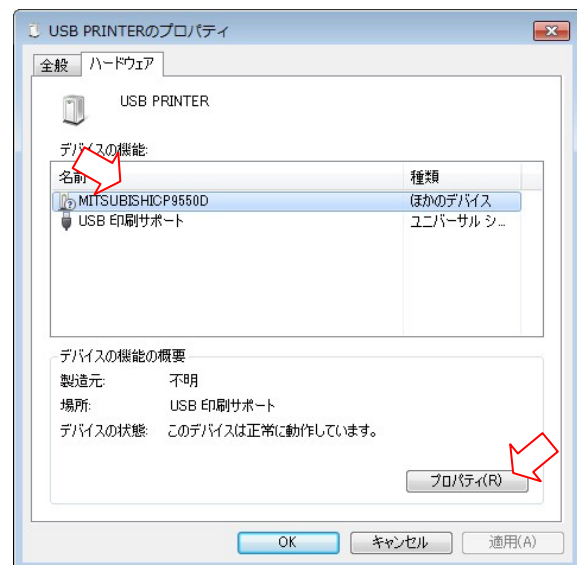 USB PRINTERのプロパティ
全般 ハードウェア
USB PRINTER
デバイスの機能:
名前 種類
MITSUBISHICP9550D ほかのデバイス
USB 印刷サポート ユニバーサル シ...
デバイスの機能の概要
製造元: 不明
場所: USB 印刷サポート
デバイスの状態: このデバイスは正常に動作しています。
プロパティ(R)
OK キャンセル 適用(A)